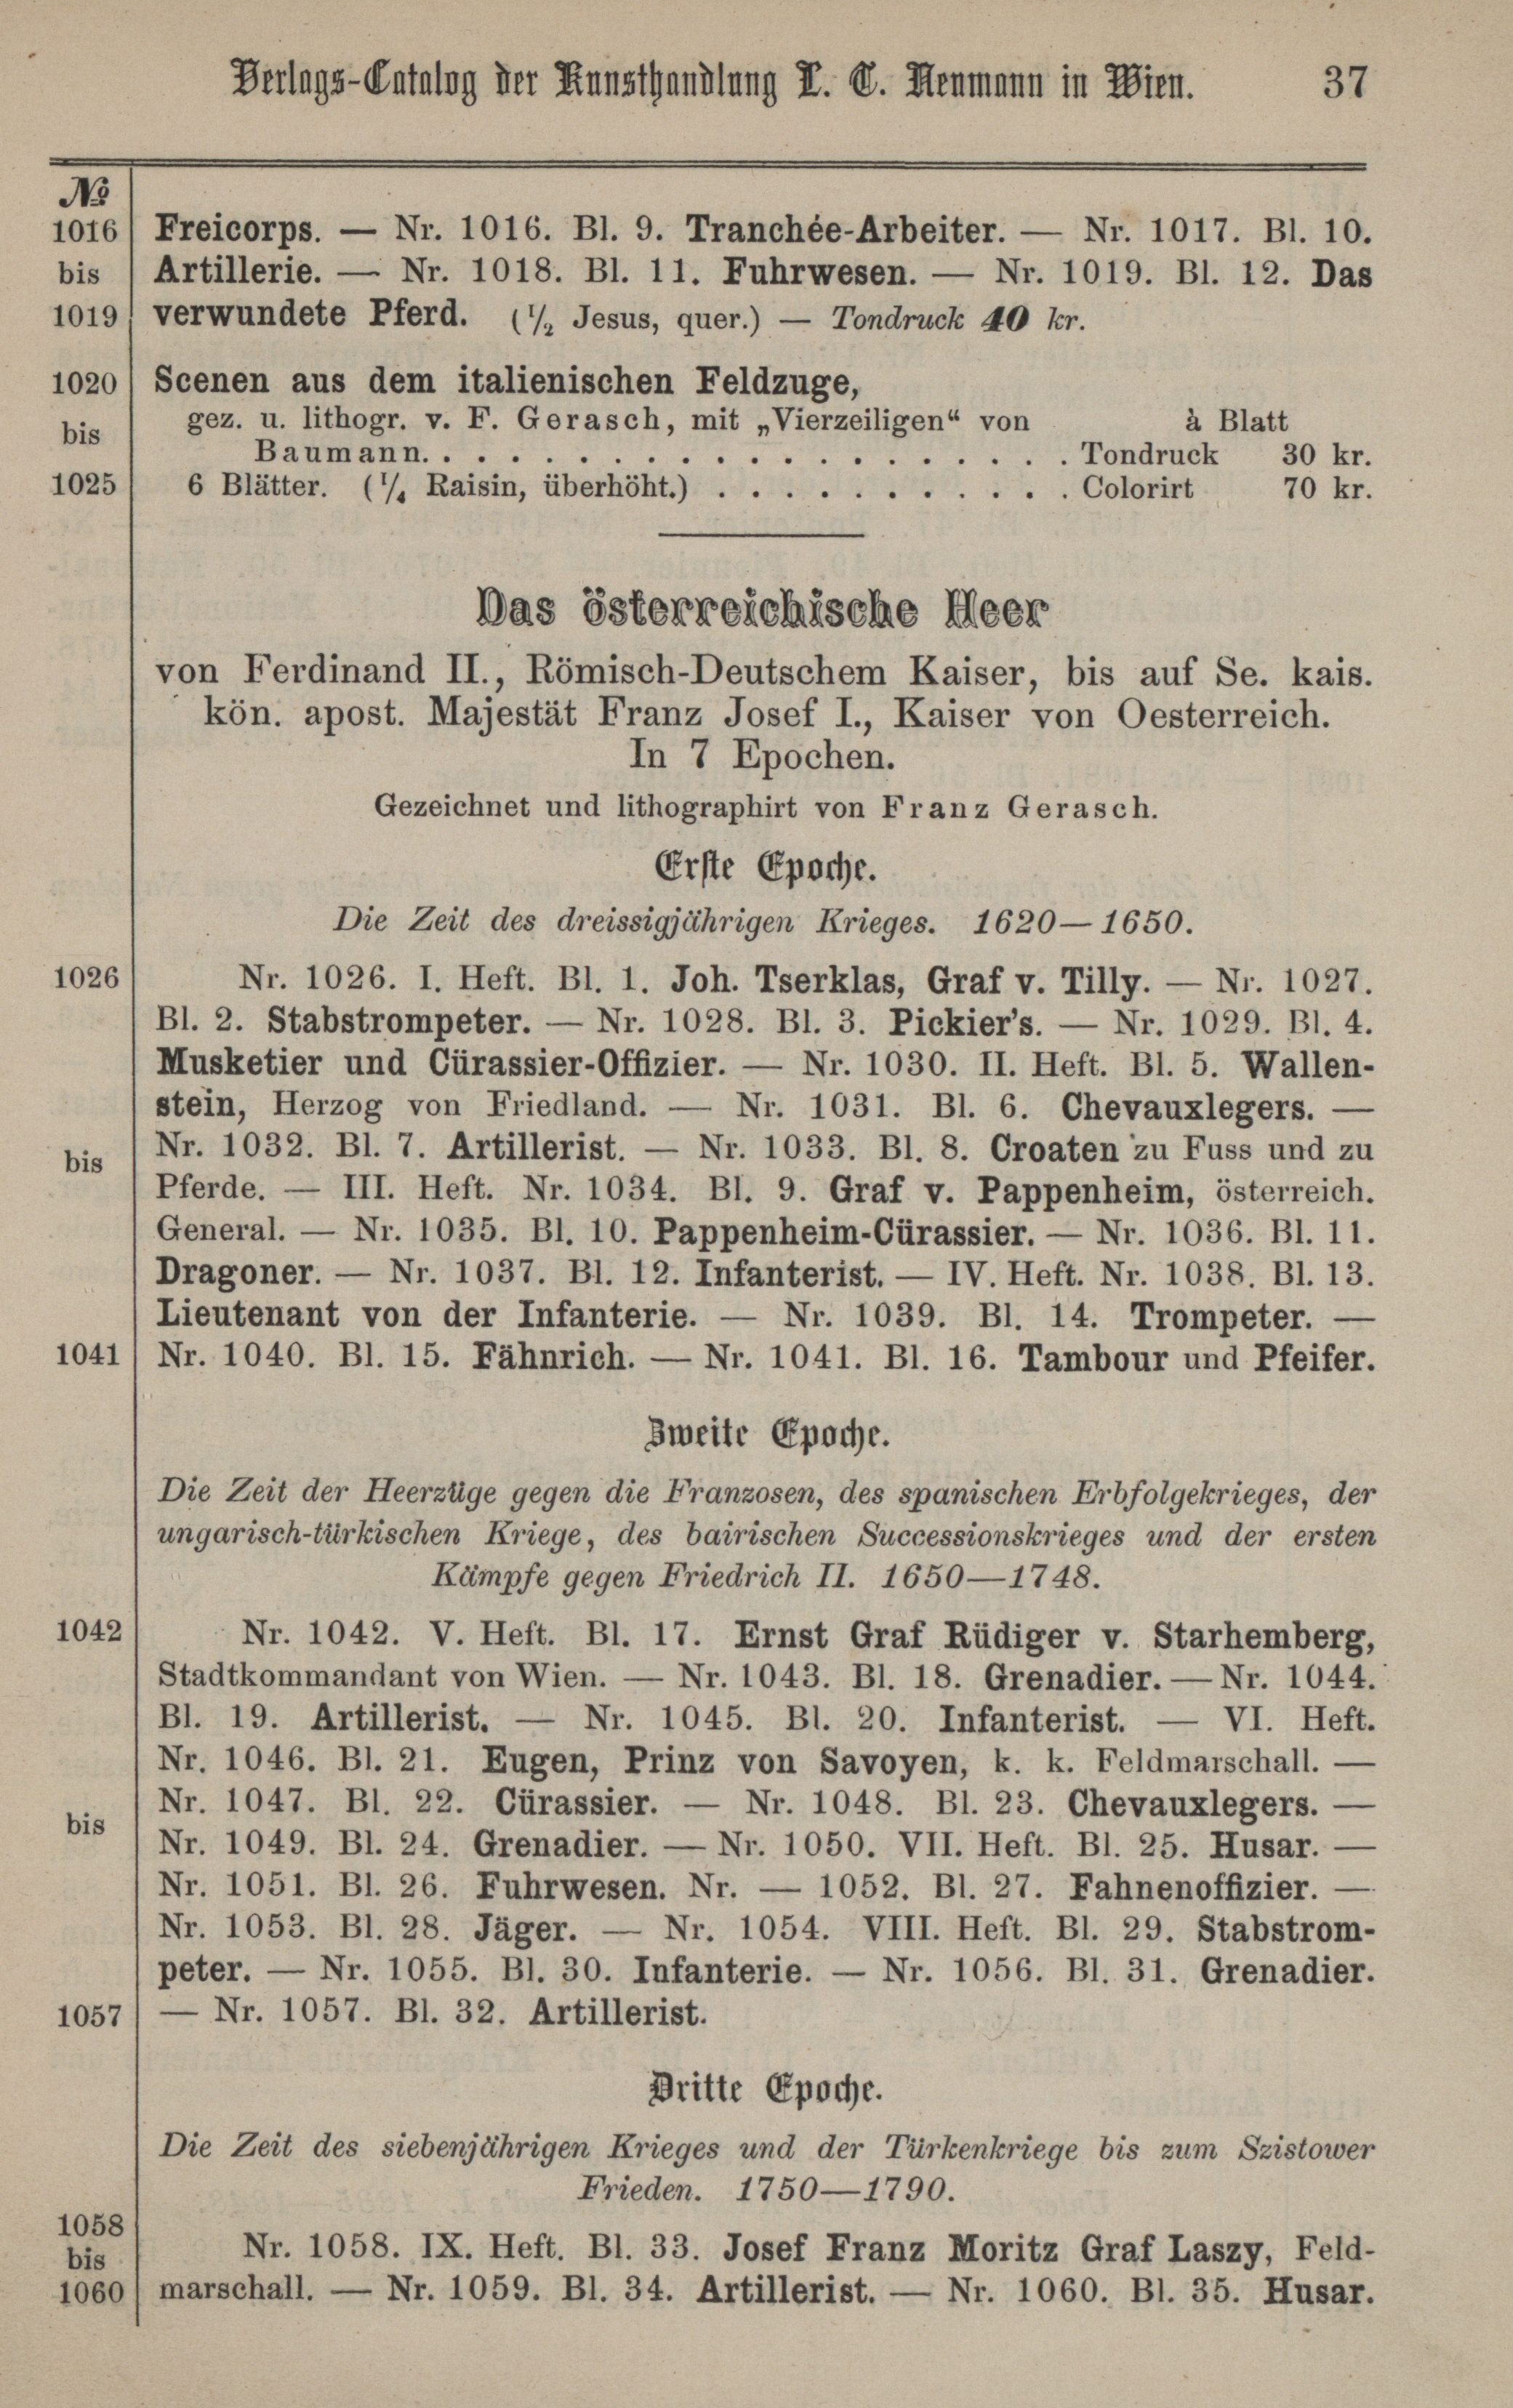 Verlags-Catalog der Kunsthandlung L. T. Neumann in Wien. 37
№
1016 Freicorps. — Nr. 1016. Bl. 9. Tranchée-Arbeiter. — Nr. 1017. Bl. 10.
bis Artillerie. — Nr. 1018. Bl. 11. Fuhrwesen. — Nr. 1019. Bl. 12. Das
1019 verwundete Pferd. (1/2 Jesus, quer.) — Tondruck 40 kr.
1020 Scenen aus dem italienischen Feldzuge,
bis gez. u. lithogr. v. F. Gerasch, mit „Vierzeiligen“ von à Blatt
Baumann. . . . . . . . . . . . . . . . . . . . Tondruck 30 kr.
1025 6 Blätter. (1/4 Raisin, überhöht.) . . . . . . . . . . . Colorirt 70 kr.
Das österreichische Heer
von Ferdinand II., Römisch-Deutschem Kaiser, bis auf Se. kais.
kön. apost. Majestät Franz Josef I., Kaiser von Oesterreich.
In 7 Epochen.
Gezeichnet und lithographirt von Franz Gerasch.
Erste Epoche.
Die Zeit des dreissigjährigen Krieges. 1620—1650.
1026 Nr. 1026. I. Heft. Bl. 1. Joh. Tserklas, Graf v. Tilly. — Nr. 1027.
Bl. 2. Stabstrompeter. — Nr. 1028. Bl. 3. Pickier's. — Nr. 1029. Bl. 4.
Musketier und Cürassier-Offizier. — Nr. 1030. II. Heft. Bl. 5. Wallen-
stein, Herzog von Friedland. — Nr. 1031. Bl. 6. Chevauxlegers. —
bis Nr. 1032. Bl. 7. Artillerist. — Nr. 1033. Bl. 8. Croaten zu Fuss und zu
Pferde. — III. Heft. Nr. 1034. Bl. 9. Graf v. Pappenheim, österreich.
General. — Nr. 1035. Bl. 10. Pappenheim-Cürassier. — Nr. 1036. Bl. 11.
Dragoner. — Nr. 1037. Bl. 12. Infanterist. — IV. Heft. Nr. 1038. Bl. 13.
Lieutenant von der Infanterie. — Nr. 1039. Bl. 14. Trompeter. —
1041 Nr. 1040. Bl. 15. Fähnrich. — Nr. 1041. Bl. 16. Tambour und Pfeifer.
Zweite Epoche.
Die Zeit der Heerzüge gegen die Franzosen, des spanischen Erbfolgekrieges, der
ungarisch-türkischen Kriege, des bairischen Successionskrieges und der ersten
Kämpfe gegen Friedrich II. 1650—1748.
1042 Nr. 1042. V. Heft. Bl. 17. Ernst Graf Rüdiger v. Starhemberg,
Stadtkommandant von Wien. — Nr. 1043. Bl. 18. Grenadier. — Nr. 1044.
Bl. 19. Artillerist. — Nr. 1045. Bl. 20. Infanterist. — VI. Heft.
Nr. 1046. Bl. 21. Eugen, Prinz von Savoyen, k. k. Feldmarschall. —
Nr. 1047. Bl. 22. Cürassier. — Nr. 1048. Bl. 23. Chevauxlegers. —
bis Nr. 1049. Bl. 24. Grenadier. — Nr. 1050. VII. Heft. Bl. 25. Husar. —
Nr. 1051. Bl. 26. Fuhrwesen. Nr. — 1052. Bl. 27. Fahnenoffizier. —
Nr. 1053. Bl. 28. Jäger. — Nr. 1054. VIII. Heft. Bl. 29. Stabstrom-
peter. — Nr. 1055. Bl. 30. Infanterie. — Nr. 1056. Bl. 31. Grenadier.
1057 — Nr. 1057. Bl. 32. Artillerist.
Dritte Epoche.
Die Zeit des siebenjährigen Krieges und der Türkenkriege bis zum Szistower
Frieden. 1750—1790.
1058
bis Nr. 1058. IX. Heft. Bl. 33. Josef Franz Moritz Graf Laszy, Feld-
1060 marschall. — Nr. 1059. Bl. 34. Artillerist. — Nr. 1060. Bl. 35. Husar.